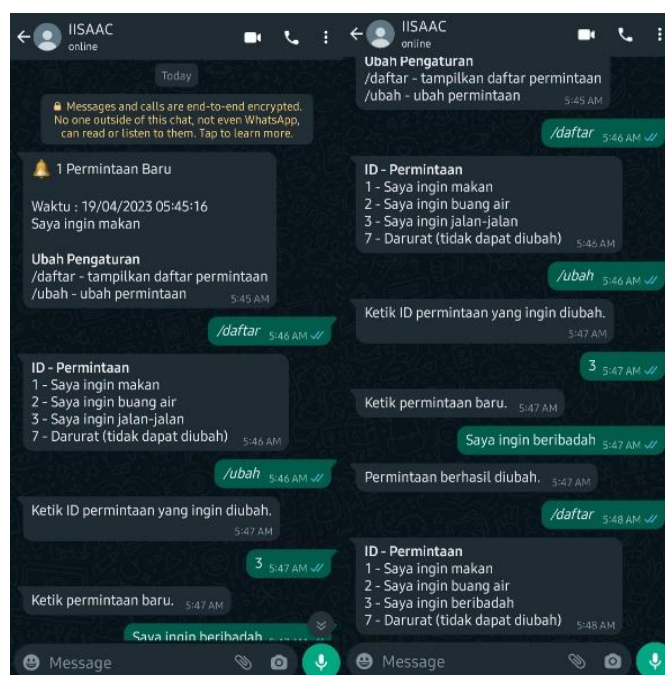 IISAAC
online
Today
Messages and calls are end-to-end encrypted.
No one outside of this chat, not even WhatsApp,
can read or listen to them. Tap to learn more.
1 Permintaan Baru
Waktu : 19/04/2023 05:45:16
Saya ingin makan
Ubah Pengaturan
/daftar - tampilkan daftar permintaan
/ubah - ubah permintaan 5:45 AM
/daftar 5:46 AM
ID - Permintaan
1 - Saya ingin makan
2 - Saya ingin buang air
3 - Saya ingin jalan-jalan
7 - Darurat (tidak dapat diubah) 5:46 AM
/ubah 5:46 AM
Ketik ID permintaan yang ingin diubah.
5:47 AM
3 5:47 AM
Ketik permintaan baru. 5:47 AM
Saya ingin beribadah
Message
IISAAC
online
Ubah Pengaturan
/daftar - tampilkan daftar permintaan
/ubah - ubah permintaan 5:45 AM
/daftar 5:46 AM
ID - Permintaan
1 - Saya ingin makan
2 - Saya ingin buang air
3 - Saya ingin jalan-jalan
7 - Darurat (tidak dapat diubah) 5:46 AM
/ubah 5:46 AM
Ketik ID permintaan yang ingin diubah.
5:47 AM
3 5:47 AM
Ketik permintaan baru. 5:47 AM
Saya ingin beribadah 5:47 AM
Permintaan berhasil diubah. 5:47 AM
/daftar 5:48 AM
ID - Permintaan
1 - Saya ingin makan
2 - Saya ingin buang air
3 - Saya ingin beribadah
7 - Darurat (tidak dapat diubah) 5:48 AM
Message